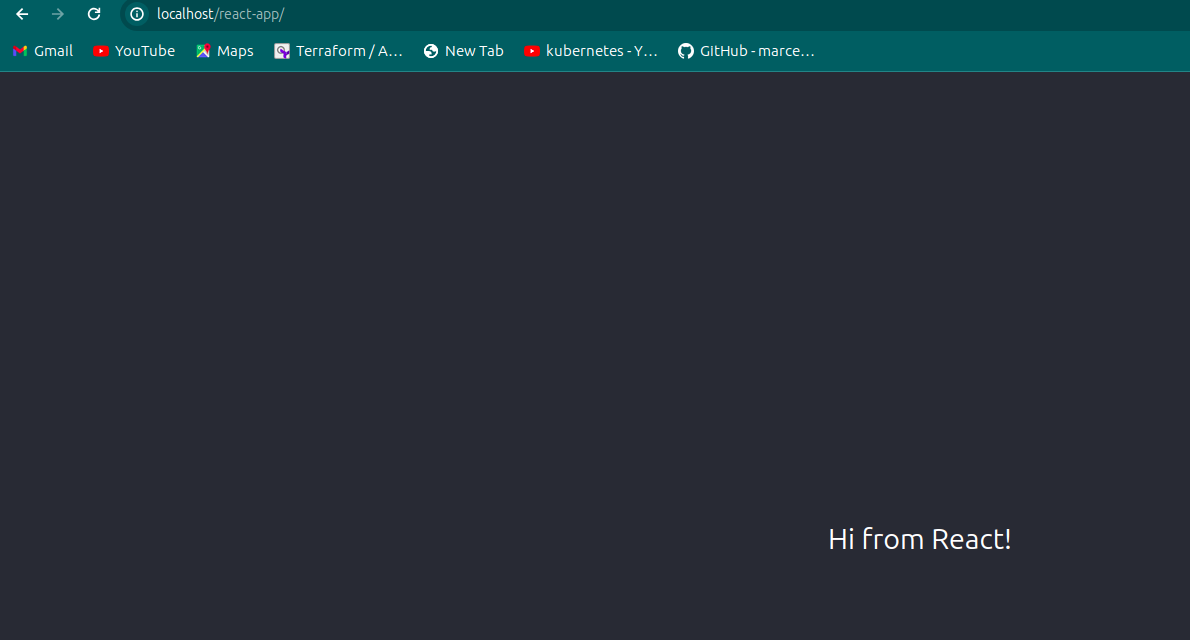 localhost/react-app/
Gmail YouTube Maps Terraform / A... New Tab kubernetes - Y... GitHub - marce...
Hi from React!